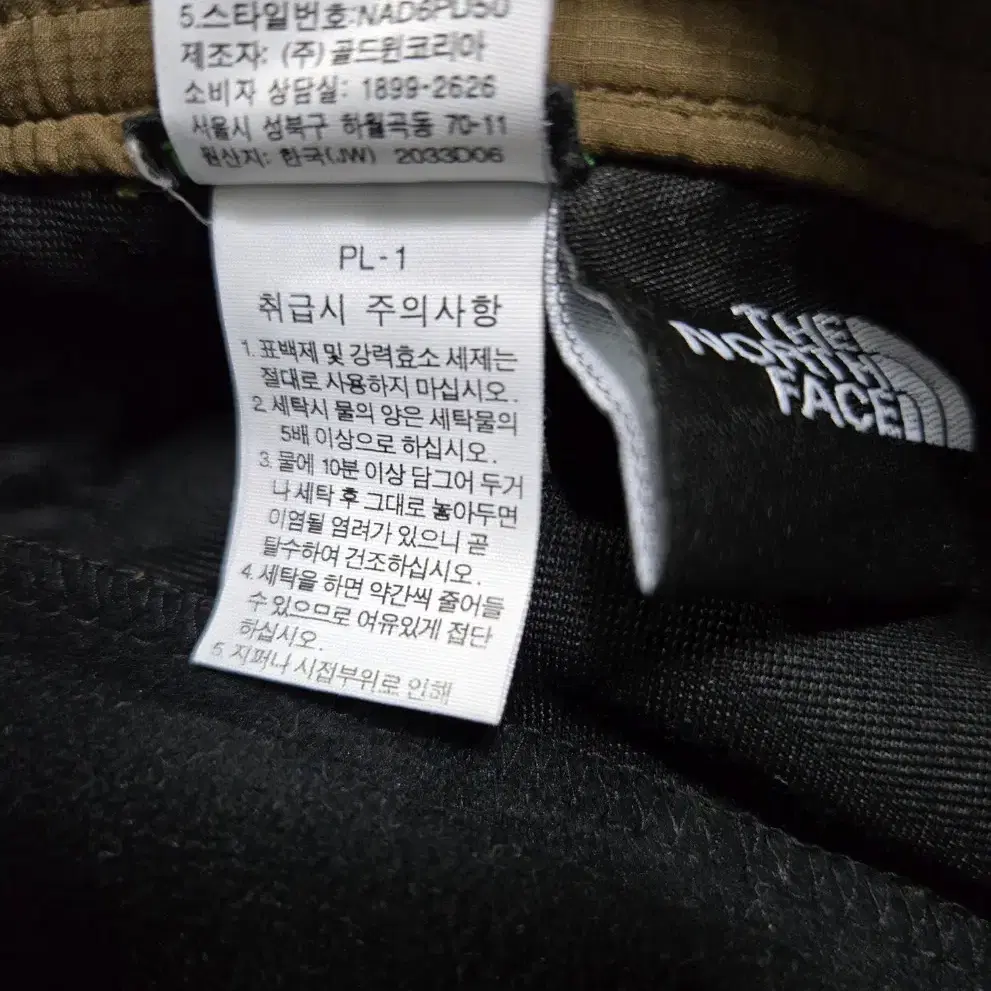 5.스타일번호:NAD6PD50
제조자: (주) 골드윈코리아
소비자 상담실: 1899-2626
서울시 성북구 하월곡동 70-11
원산지: 한국(JW) 2033D06
PL-1
취급시 주의사항
1. 표백제 및 강력효소 세제는
절대로 사용하지 마십시오.
2. 세탁시 물의 양은 세탁물의
5배 이상으로 하십시오.
3. 물에 10분 이상 담그어 두거
나 세탁 후 그대로 놓아두면
이염될 염려가 있으니 곧
탈수하여 건조하십시오.
4. 세탁을 하면 약간씩 줄어들
수 있으므로 여유있게 접단
하십시오.
5. 지퍼나 시접부위로 인해
THE
NORTH
FACE